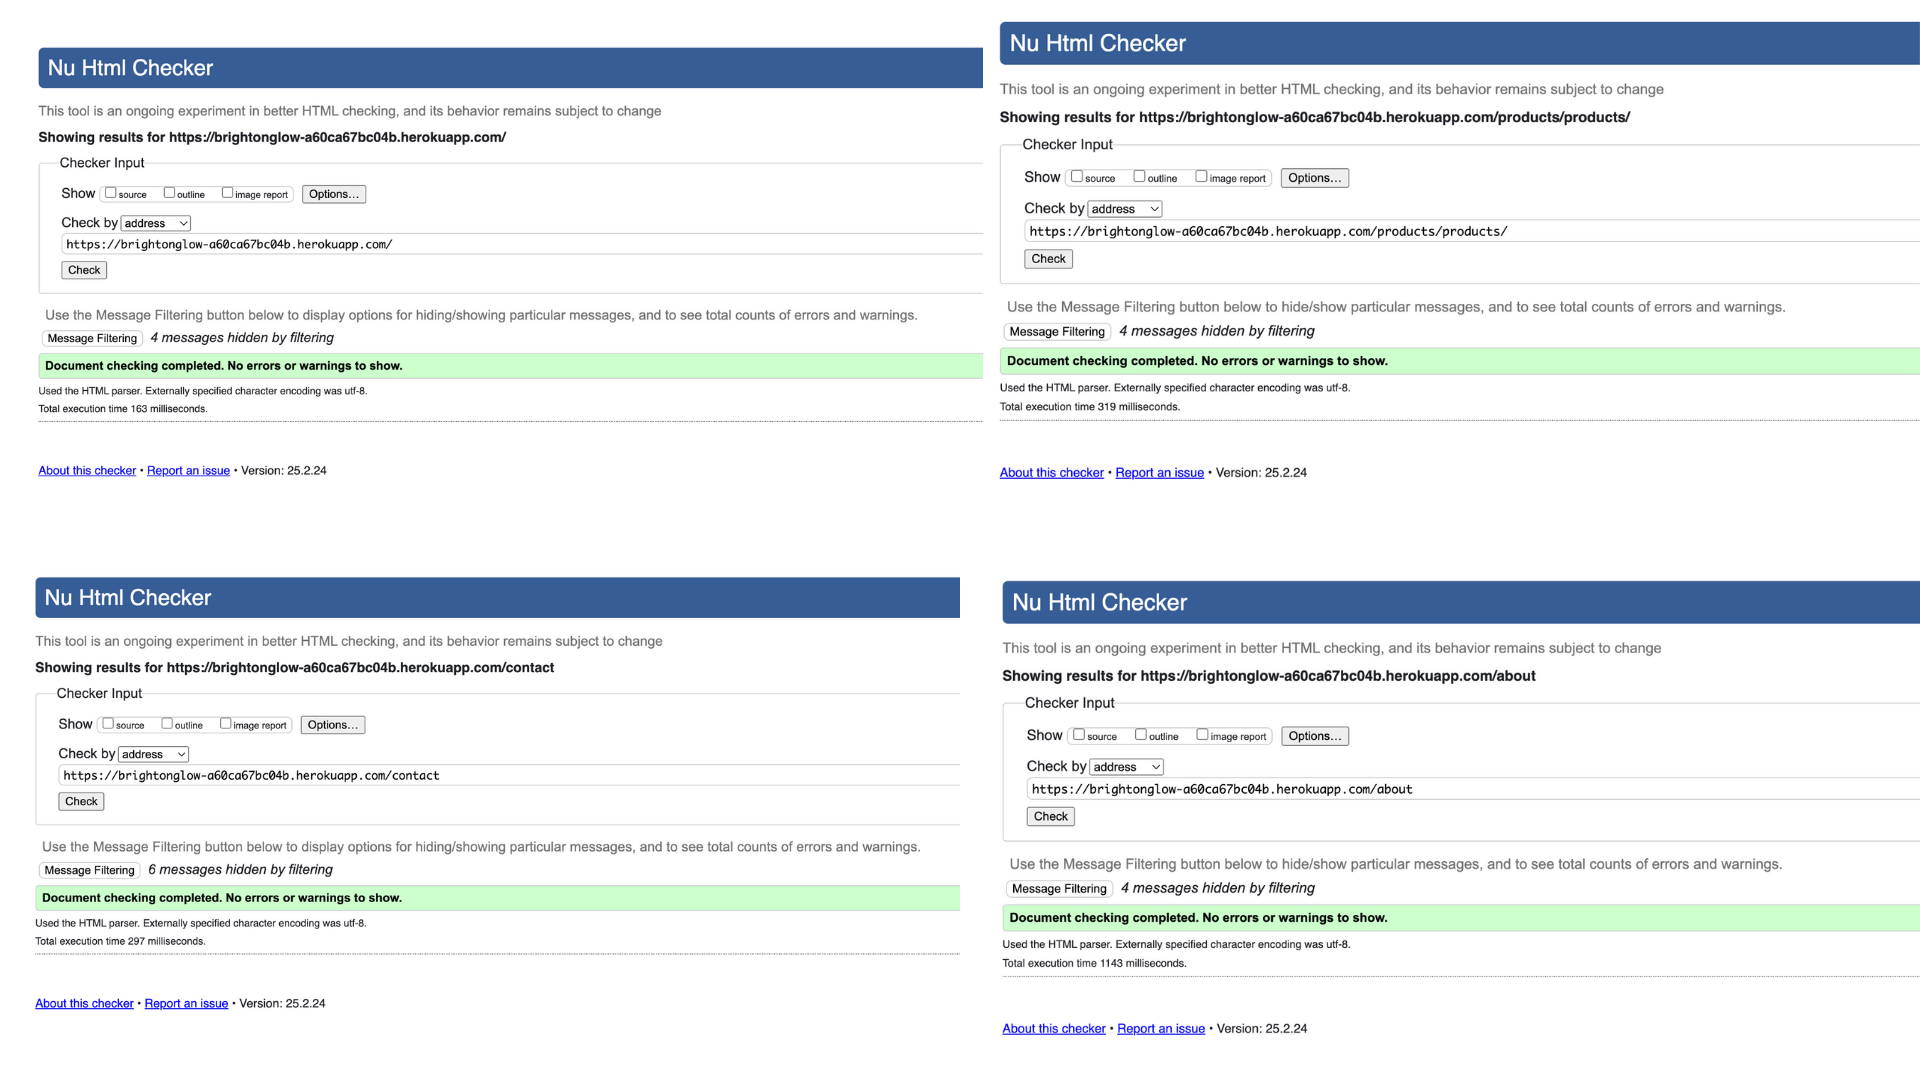 Nu Html Checker
This tool is an ongoing experiment in better HTML checking, and its behavior remains subject to change
Showing results for https://brightonglow-a60ca67bc04b.herokuapp.com/
Checker Input
Show source outline image report Options...
Check by address
https://brightonglow-a60ca67bc04b.herokuapp.com/
Check
Use the Message Filtering button below to display options for hiding/showing particular messages, and to see total counts of errors and warnings.
Message Filtering 4 messages hidden by filtering
Document checking completed. No errors or warnings to show.
Used the HTML parser. Externally specified character encoding was utf-8.
Total execution time 163 milliseconds.
About this checker • Report an issue • Version: 25.2.24
Nu Html Checker
This tool is an ongoing experiment in better HTML checking, and its behavior remains subject to change
Showing results for https://brightonglow-a60ca67bc04b.herokuapp.com/products/products/
Checker Input
Show source outline image report Options...
Check by address
https://brightonglow-a60ca67bc04b.herokuapp.com/products/products/
Check
Use the Message Filtering button below to hide/show particular messages, and to see total counts of errors and warnings.
Message Filtering 4 messages hidden by filtering
Document checking completed. No errors or warnings to show.
Used the HTML parser. Externally specified character encoding was utf-8.
Total execution time 319 milliseconds.
About this checker • Report an issue • Version: 25.2.24
Nu Html Checker
This tool is an ongoing experiment in better HTML checking, and its behavior remains subject to change
Showing results for https://brightonglow-a60ca67bc04b.herokuapp.com/contact
Checker Input
Show source outline image report Options...
Check by address
https://brightonglow-a60ca67bc04b.herokuapp.com/contact
Check
Use the Message Filtering button below to display options for hiding/showing particular messages, and to see total counts of errors and warnings.
Message Filtering 6 messages hidden by filtering
Document checking completed. No errors or warnings to show.
Used the HTML parser. Externally specified character encoding was utf-8.
Total execution time 297 milliseconds.
About this checker • Report an issue • Version: 25.2.24
Nu Html Checker
This tool is an ongoing experiment in better HTML checking, and its behavior remains subject to change
Showing results for https://brightonglow-a60ca67bc04b.herokuapp.com/about
Checker Input
Show source outline image report Options...
Check by address
https://brightonglow-a60ca67bc04b.herokuapp.com/about
Check
Use the Message Filtering button below to hide/show particular messages, and to see total counts of errors and warnings.
Message Filtering 4 messages hidden by filtering
Document checking completed. No errors or warnings to show.
Used the HTML parser. Externally specified character encoding was utf-8.
Total execution time 1143 milliseconds.
About this checker • Report an issue • Version: 25.2.24